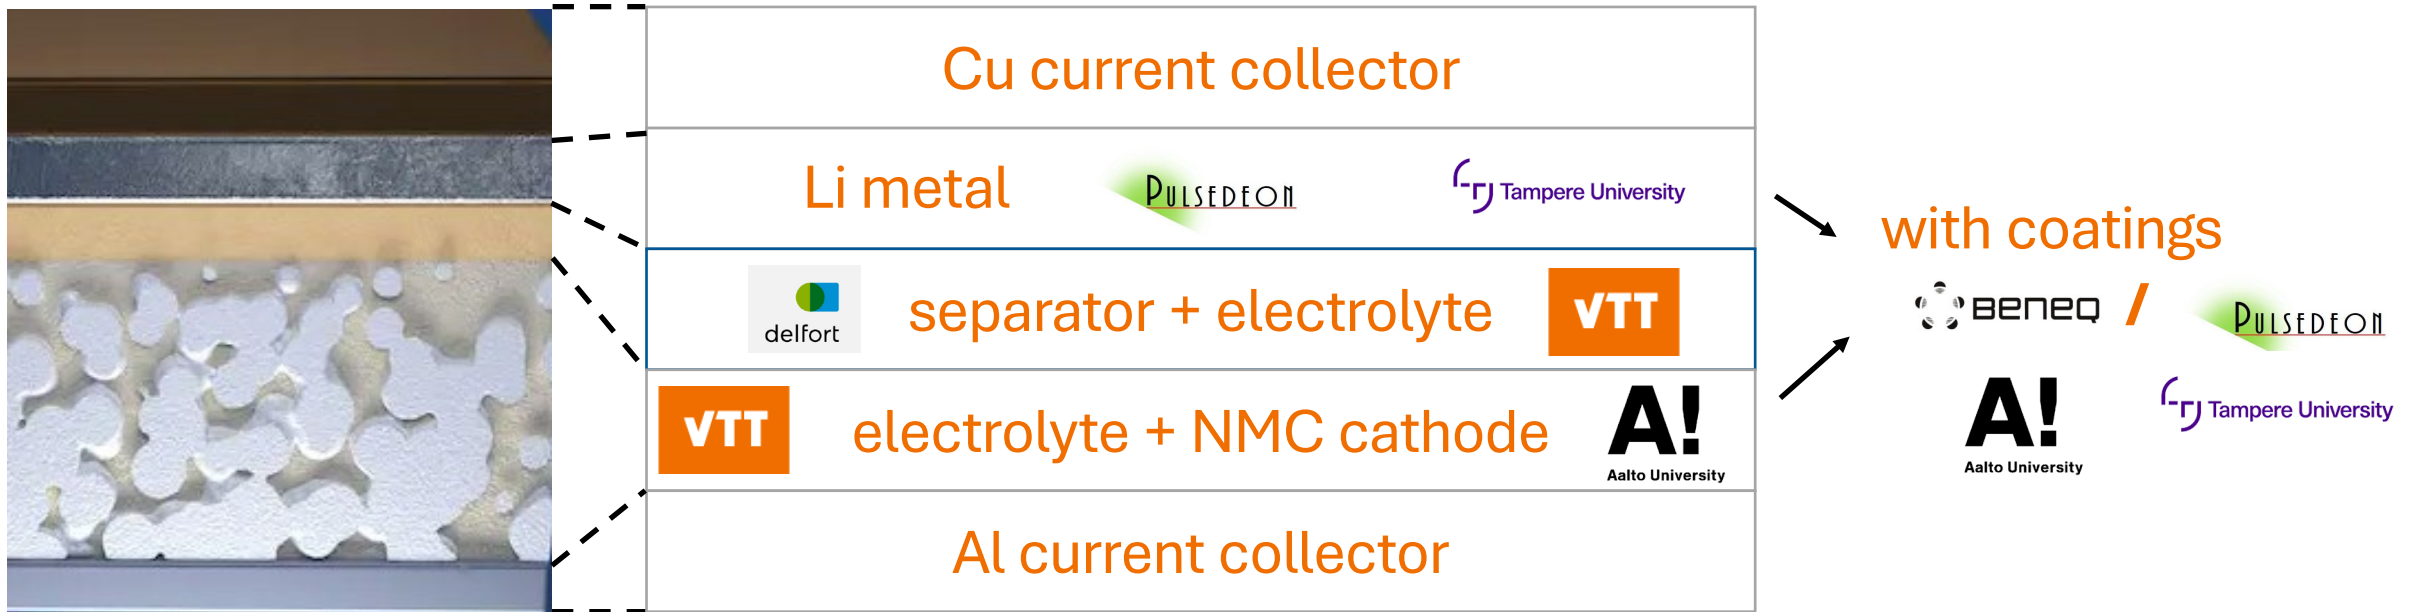 Cu current collector
Li metal
PULSEDEON
Tampere University
delfort
separator + electrolyte
VTT
VTT
electrolyte + NMC cathode
A!
Aalto University
Al current collector
with coatings
BENEQ / PULSEDEON
A!
Aalto University
Tampere University